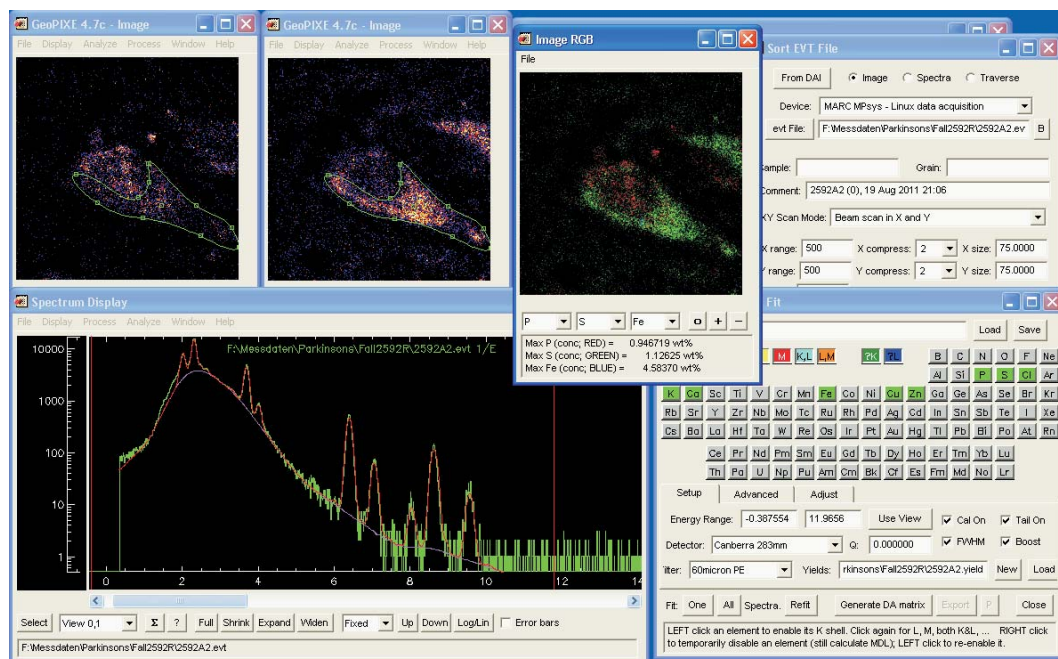 GeoPIXE 4.7c - Image
File Display Analyze Process Window Help
GeoPIXE 4.7c - Image
File Display Analyze Process Window Help
Image RGB
File
P S Fe o + −
Max P (conc; RED) = 0.946719 wt%
Max S (conc; GREEN) = 1.12625 wt%
Max Fe (conc; BLUE) = 4.58370 wt%
Sort EVT File
From DAI Image Spectra Traverse
Device: MARC MPsys - Linux data acquisition
evt File: F:\Messdaten\Parkinsons\Fall2592R\2592A2.ev B
Sample: Grain:
Comment: 2592A2 (0), 19 Aug 2011 21:06
XY Scan Mode: Beam scan in X and Y
X range: 500 X compress: 2 X size: 75.0000
Y range: 500 Y compress: 2 Y size: 75.0000
Spectrum Display
File Display Process Analyze Window Help
F:\Messdaten\Parkinsons\Fall2592R\2592A2.evt 1/E
10000
1000
100
10
1
0 2 4 6 8 10 12 14
Select View 0,1 Σ ? Full Shrink Expand Widen Fixed Up Down Log/Lin Error bars
F:\Messdaten\Parkinsons\Fall2592R\2592A2.evt
Fit
Load Save
M K,L L,M ?K ?L B C N O F Ne
Al Si P S Cl Ar
K Ca Sc Ti V Cr Mn Fe Co Ni Cu Zn Ga Ge As Se Br Kr
Rb Sr Y Zr Nb Mo Tc Ru Rh Pd Ag Cd In Sn Sb Te I Xe
Cs Ba La Hf Ta W Re Os Ir Pt Au Hg Tl Pb Bi Po At Rn
Ce Pr Nd Pm Sm Eu Gd Tb Dy Ho Er Tm Yb Lu
Th Pa U Np Pu Am Cm Bk Cf Es Fm Md No Lr
Setup Advanced Adjust
Energy Range: -0.387554 11.9656 Use View Cal On Tail On
Detector: Canberra 283mm Q: 0.000000 FWHM Boost
ilter: 60micron PE Yields: rkinsons\Fall2592R\2592A2.yield New Load
Fit: One All Spectra. Refit Generate DA matrix Export P Close
LEFT click an element to enable its K shell. Click again for L, M, both K&L, ... RIGHT click
to temporarily disable an element (still calculate MDL); LEFT click to re-enable it.